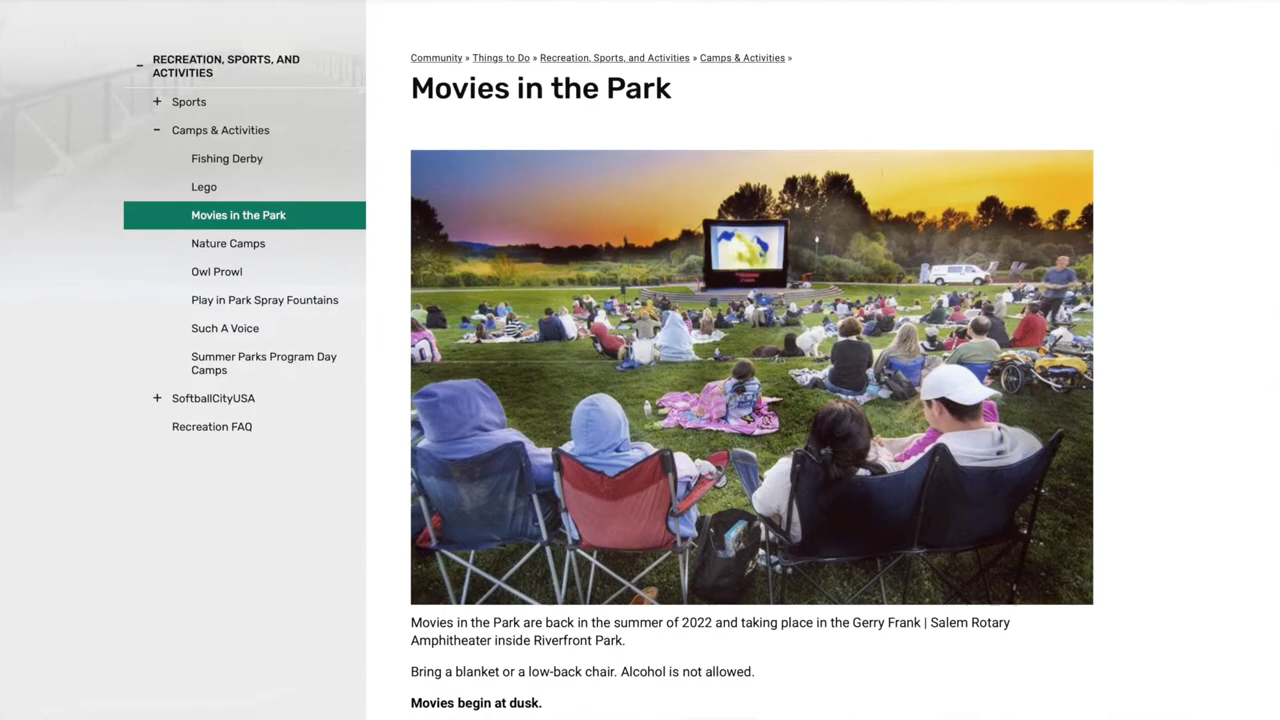 RECREATION, SPORTS, AND
ACTIVITIES
Sports
Camps & Activities
Fishing Derby
Lego
Movies in the Park
Nature Camps
Owl Prowl
Play in Park Spray Fountains
Such A Voice
Summer Parks Program Day
Camps
SoftballCityUSA
Recreation FAQ
Community » Things to Do » Recreation, Sports, and Activities » Camps & Activities »
Movies in the Park
Movies in the Park are back in the summer of 2022 and taking place in the Gerry Frank | Salem Rotary
Amphitheater inside Riverfront Park.
Bring a blanket or a low-back chair. Alcohol is not allowed.
Movies begin at dusk.